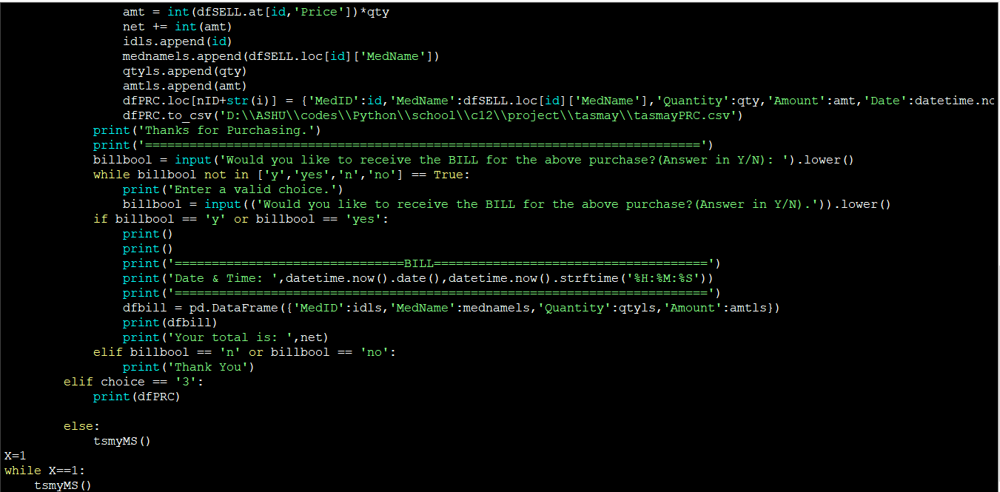 amt = int(dfSELL.at[id,'Price'])*qty
net += int(amt)
idls.append(id)
mednamels.append(dfSELL.loc[id]['MedName'])
qtyls.append(qty)
amtls.append(amt)
dfPRC.loc[nID+str(i)] = {'MedID':id,'MedName':dfSELL.loc[id]['MedName'],'Quantity':qty,'Amount':amt,'Date':datetime.no
dfPRC.to_csv('D:\\ASHU\\codes\\Python\\school\\c12\\project\\tasmay\\tasmayPRC.csv')
print('Thanks for Purchasing.')
print('===========================================================================')
billbool = input('Would you like to receive the BILL for the above purchase?(Answer in Y/N): ').lower()
while billbool not in ['y','yes','n','no'] == True:
print('Enter a valid choice.')
billbool = input(('Would you like to receive the BILL for the above purchase?(Answer in Y/N).')).lower()
if billbool == 'y' or billbool == 'yes':
print()
print()
print('===============================BILL=====================================')
print('Date & Time: ',datetime.now().date(),datetime.now().strftime('%H:%M:%S'))
print('========================================================================')
dfbill = pd.DataFrame({'MedID':idls,'MedName':mednamels,'Quantity':qtyls,'Amount':amtls})
print(dfbill)
print('Your total is: ',net)
elif billbool == 'n' or billbool == 'no':
print('Thank You')
elif choice == '3':
print(dfPRC)
else:
tsmyMS()
X=1
while X==1:
tsmyMS()